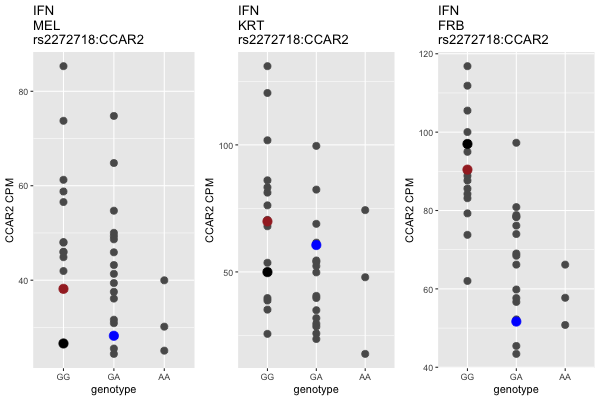 IFN
MEL
rs2272718:CCAR2
CCAR2 CPM
80
60
40
GG GA AA
genotype
IFN
KRT
rs2272718:CCAR2
CCAR2 CPM
100
50
GG GA AA
genotype
IFN
FRB
rs2272718:CCAR2
CCAR2 CPM
120
100
80
60
40
GG GA AA
genotype